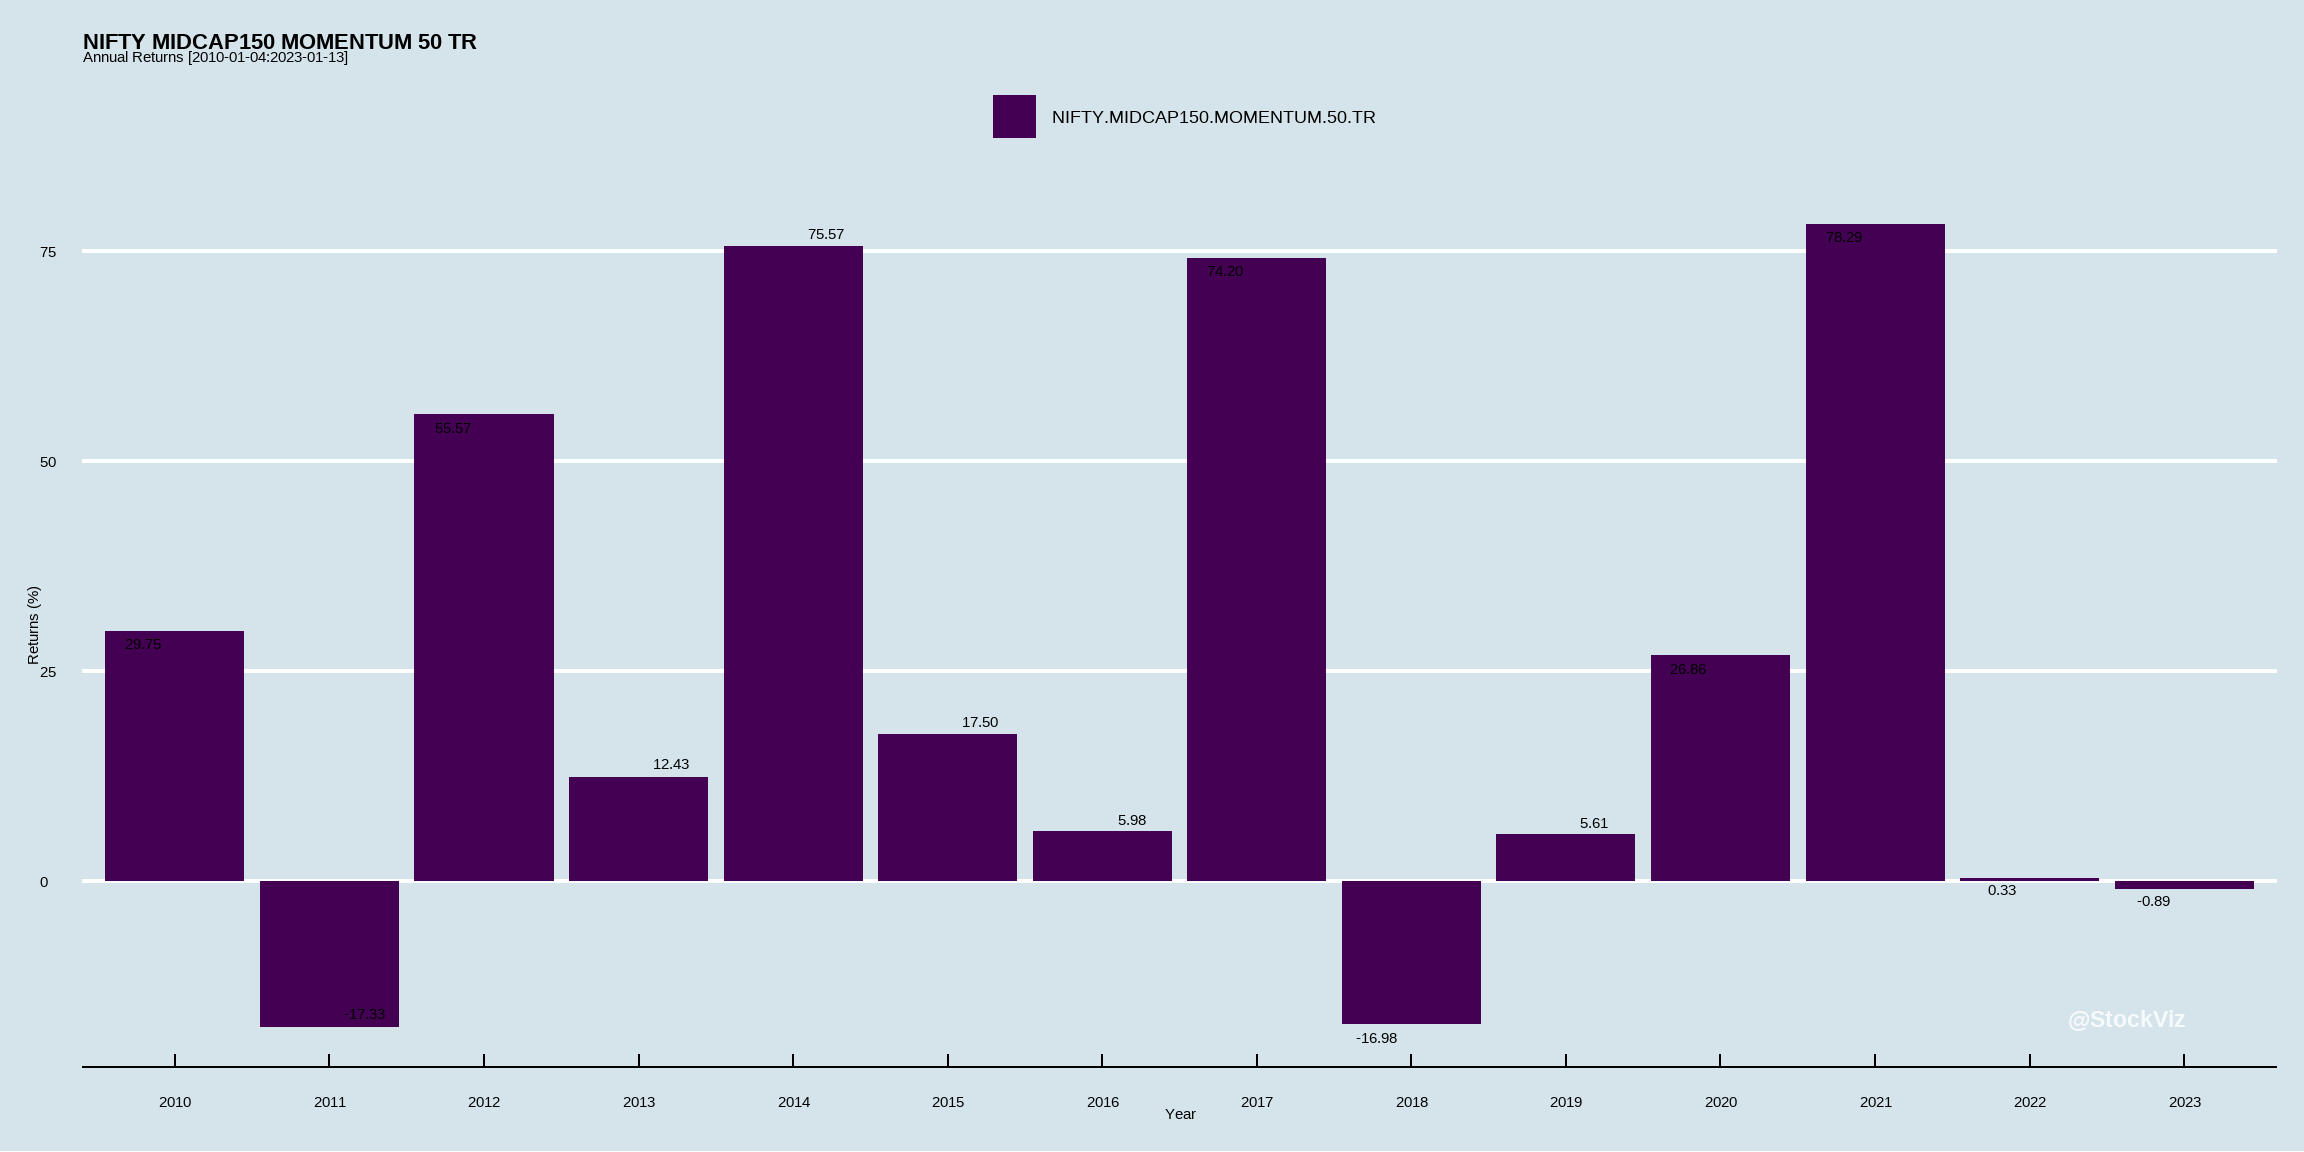 NIFTY MIDCAP150 MOMENTUM 50 TR
Annual Returns [2010-01-04:2023-01-13]
NIFTY.MIDCAP150.MOMENTUM.50.TR
Returns (%)
75
50
25
0
29.75
-17.33
55.57
12.43
75.57
17.50
5.98
74.20
-16.98
5.61
26.86
78.29
0.33
-0.89
@StockViz
2010 2011 2012 2013 2014 2015 2016 2017 2018 2019 2020 2021 2022 2023
Year